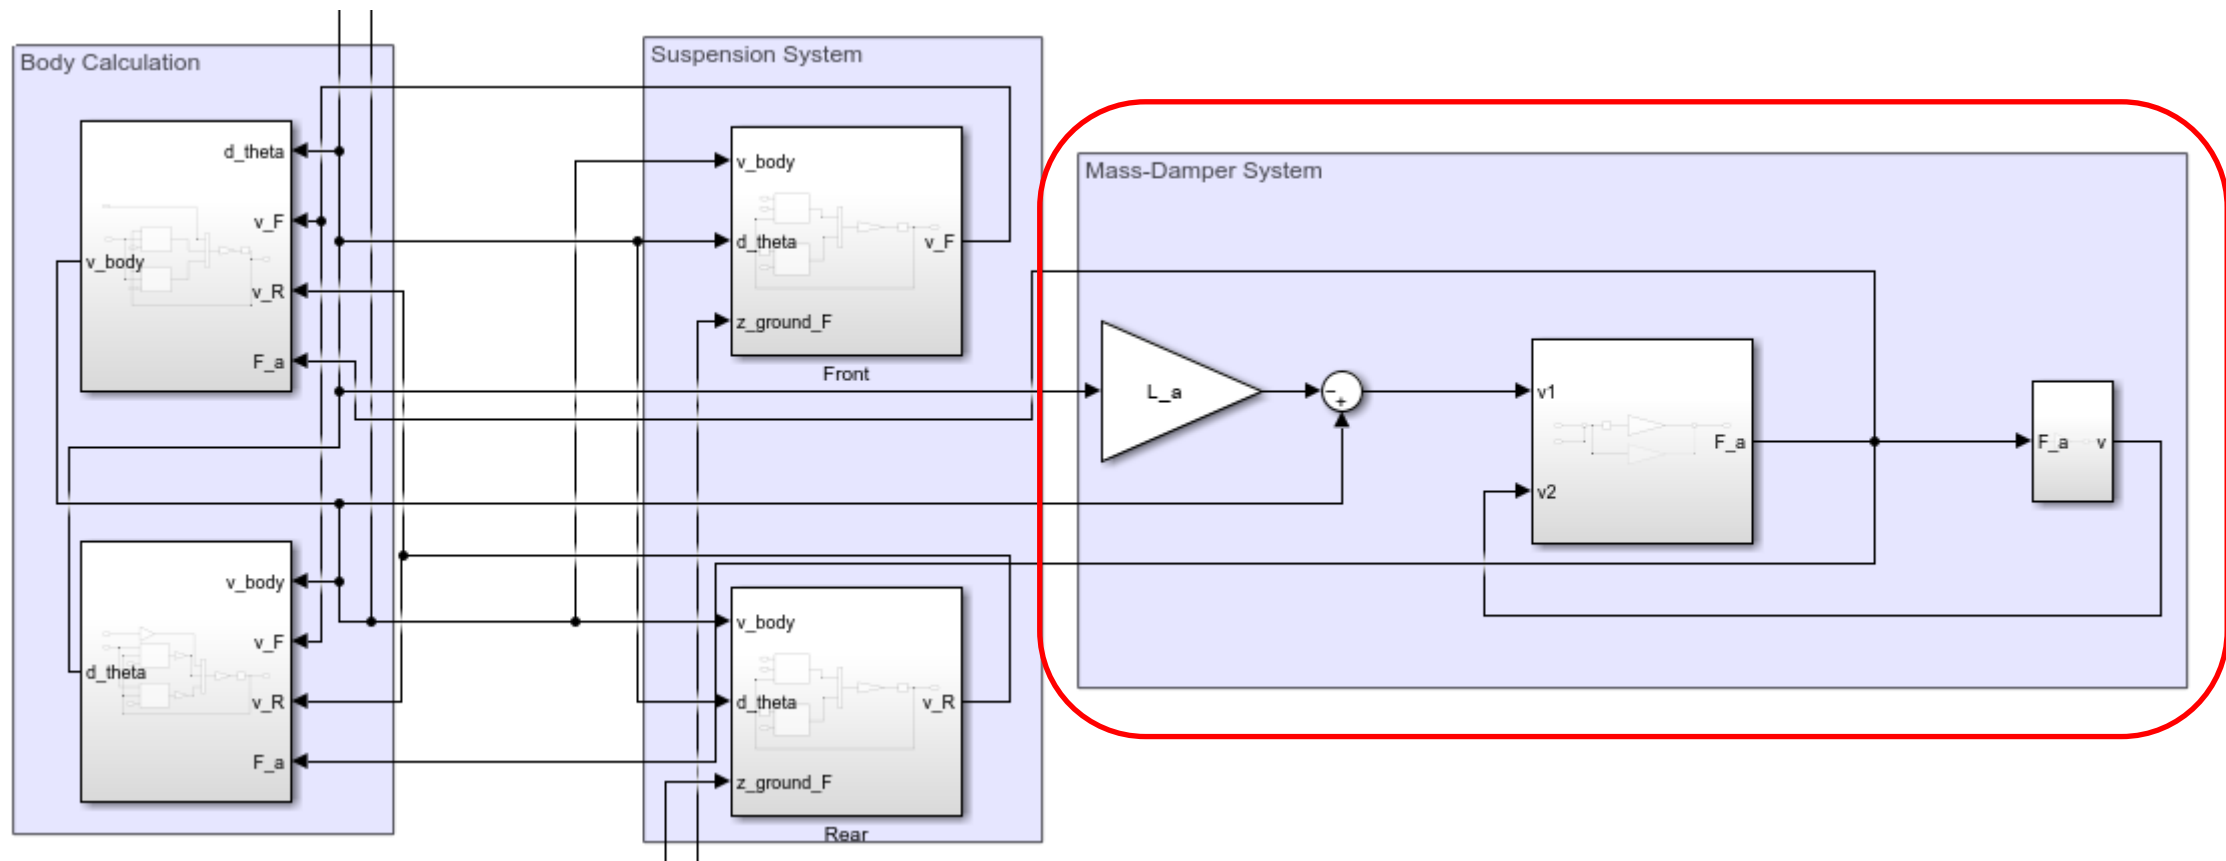 Body Calculation
d_theta
v_F
v_body
v_R
F_a
v_body
v_F
d_theta
v_R
F_a
Suspension System
v_body
d_theta
v_F
z_ground_F
Front
v_body
d_theta
v_R
z_ground_F
Rear
Mass-Damper System
L_a
−
+
v1
F_a
v2
F_a
v